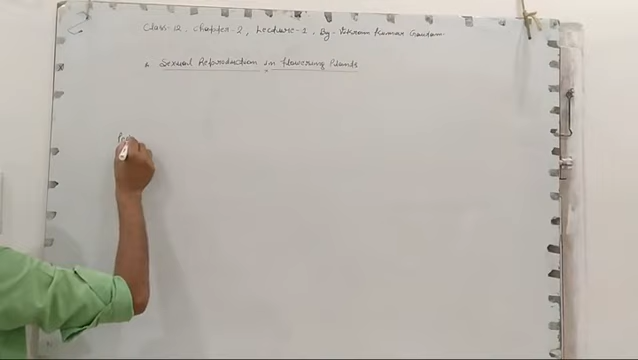 Class-12. Chapter-2, Lecture-1, By- Vikram Kumar Gautam
Sexual Reproduction in flowering Plants